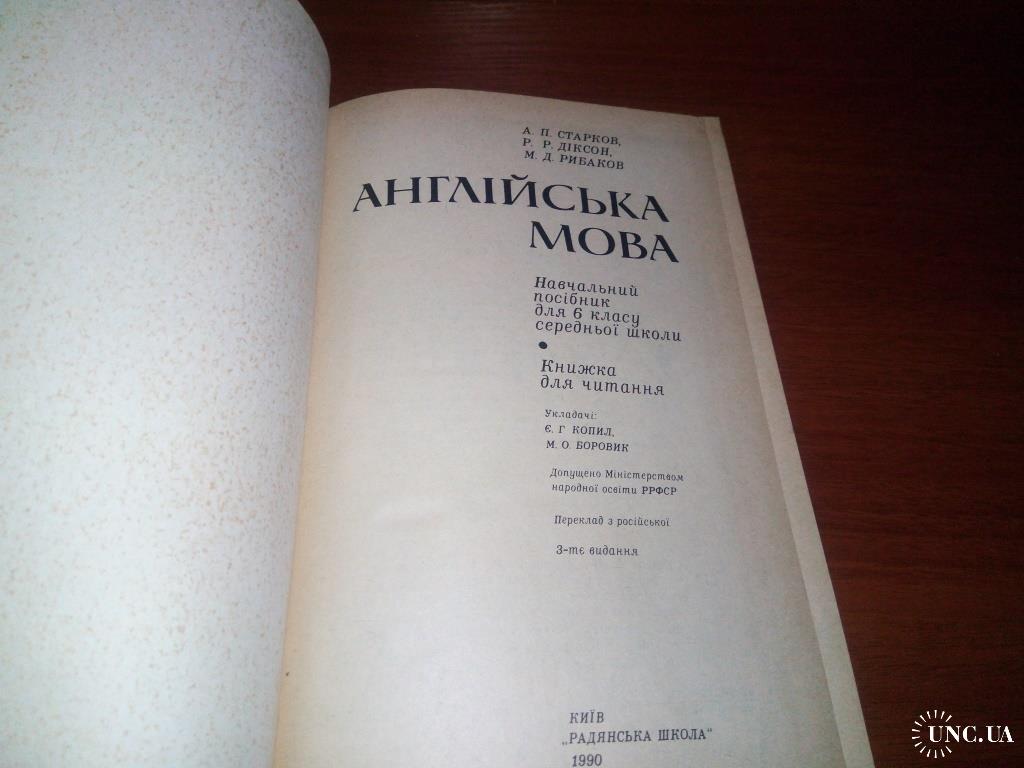 А. П. СТАРКОВ,
Р. Р. ДІКСОН,
М. Д. РИБАКОВ
АНГЛІЙСЬКА
МОВА
Навчальний
посібник
для 6 класу
середньої школи
•
Книжка
для читання
Укладачі:
Є. Г КОПИЛ,
М. О. БОРОВИК
Допущено Міністерством
народної освіти РРФСР
Переклад з російської
3-тє видання
КИЇВ
„РАДЯНСЬКА ШКОЛА"
1990
UNC.UA